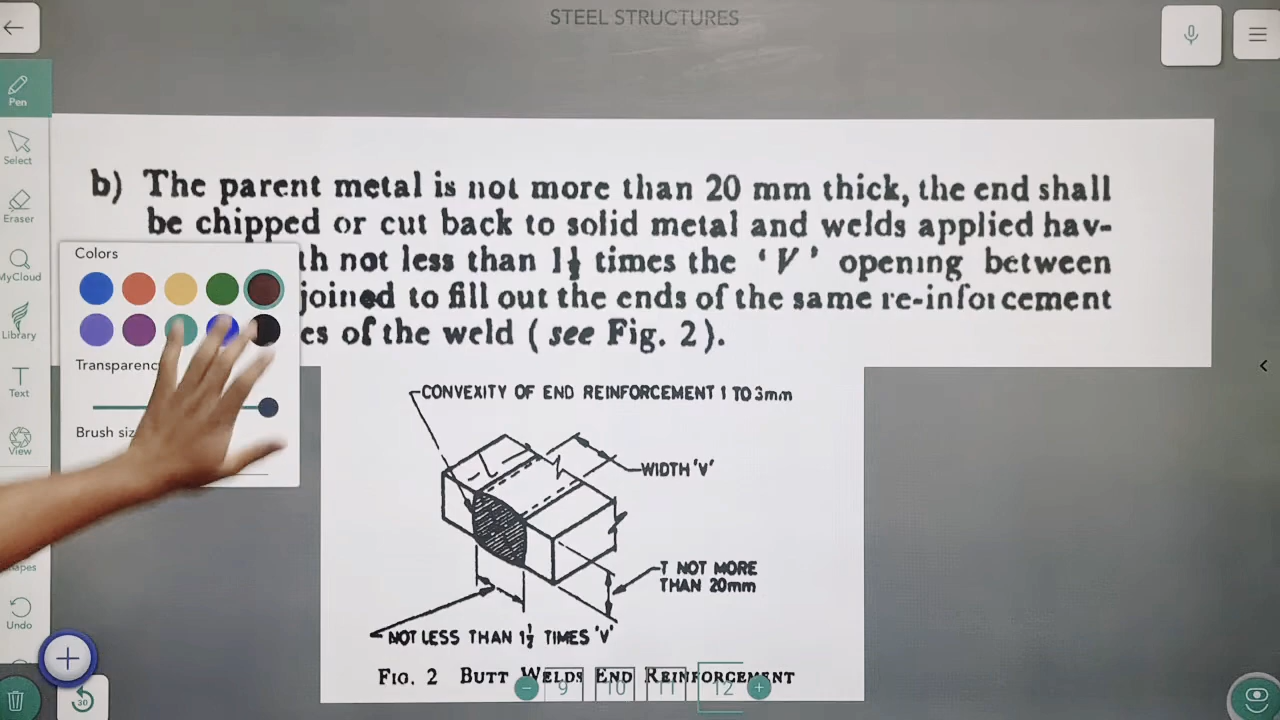 STEEL STRUCTURES
Pen
Select
Eraser
MyCloud
Library
Text
View
Undo
30
b) The parent metal is not more than 20 mm thick, the end shall
be chipped or cut back to solid metal and welds applied hav-
not less than 1½ times the ‘V’ opening between
joined to fill out the ends of the same re-inforcement
of the weld ( see Fig. 2 ).
Colors
Transparency
Brush
CONVEXITY OF END REINFORCEMENT 1 TO 3mm
WIDTH 'V'
T NOT MORE
THAN 20mm
NOT LESS THAN 1½ TIMES 'V'
FIG. 2 BUTT WELDS END REINFORCEMENT
9 10 11 12